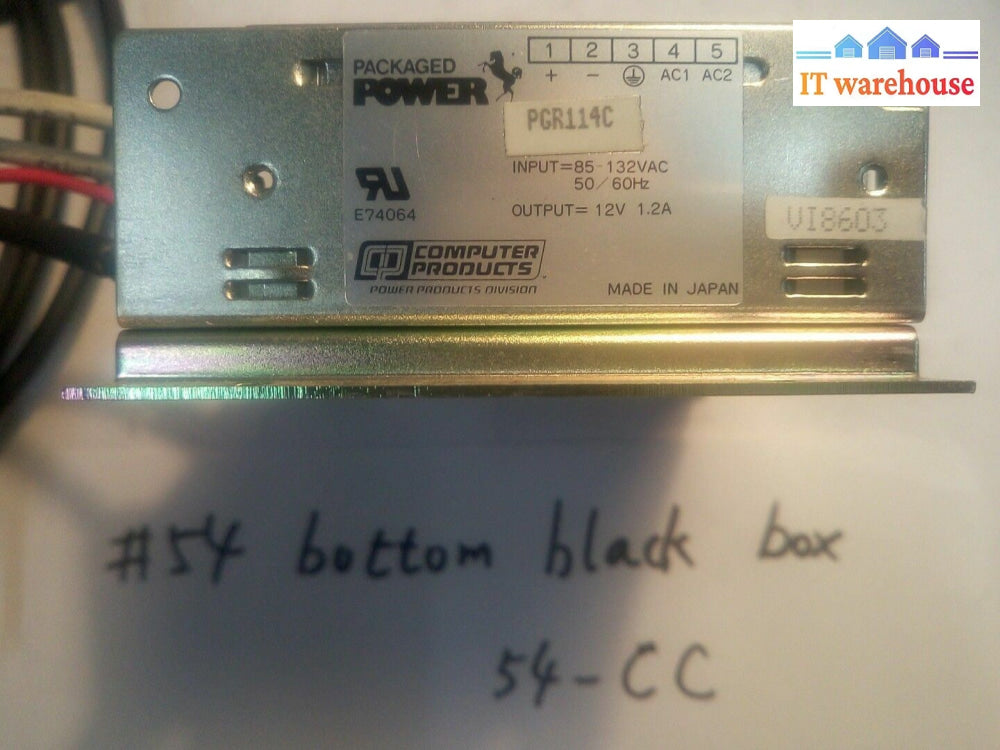 IT warehouse
PACKAGED
POWER
1 2 3 4 5
+ − ⏚ AC1 AC2
PGR114C
INPUT=85-132VAC
50/60Hz
OUTPUT= 12V 1.2A
E74064
VI8603
COMPUTER
PRODUCTS
POWER PRODUCTS DIVISION
MADE IN JAPAN
#54 bottom black box
54-CC